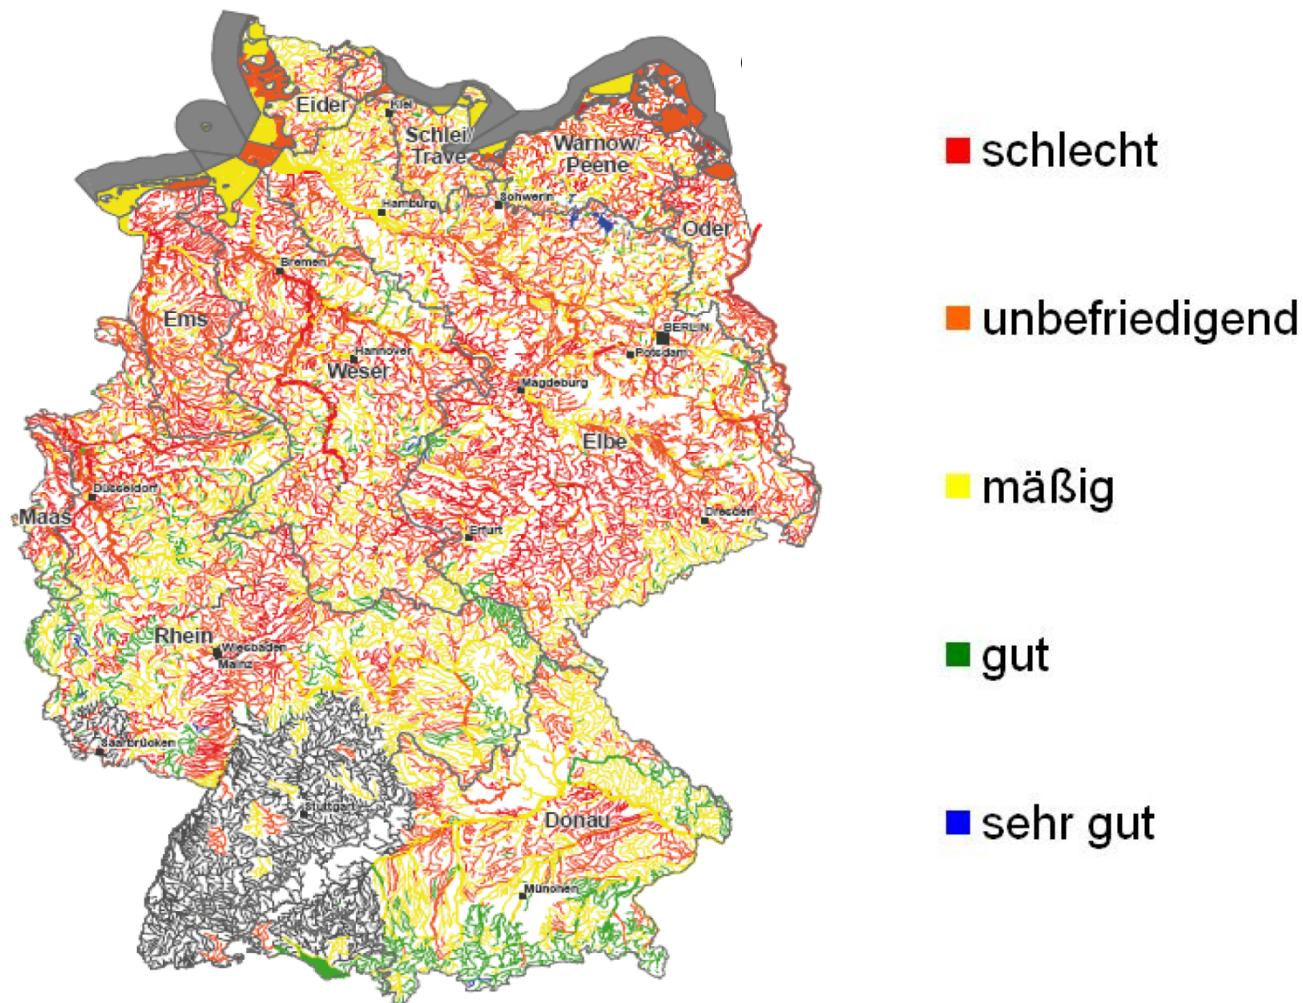 Eider
Kiel
Schlei/
Trave
Warnow/
Peene
Hamburg
Schwerin
Oder
Bremen
Ems
BERLIN
Potsdam
Hannover
Weser
Magdeburg
Elbe
Düsseldorf
Maas
Dresden
Erfurt
Rhein
Wiesbaden
Mainz
Saarbrücken
Stuttgart
Donau
München
schlecht
unbefriedigend
mäßig
gut
sehr gut